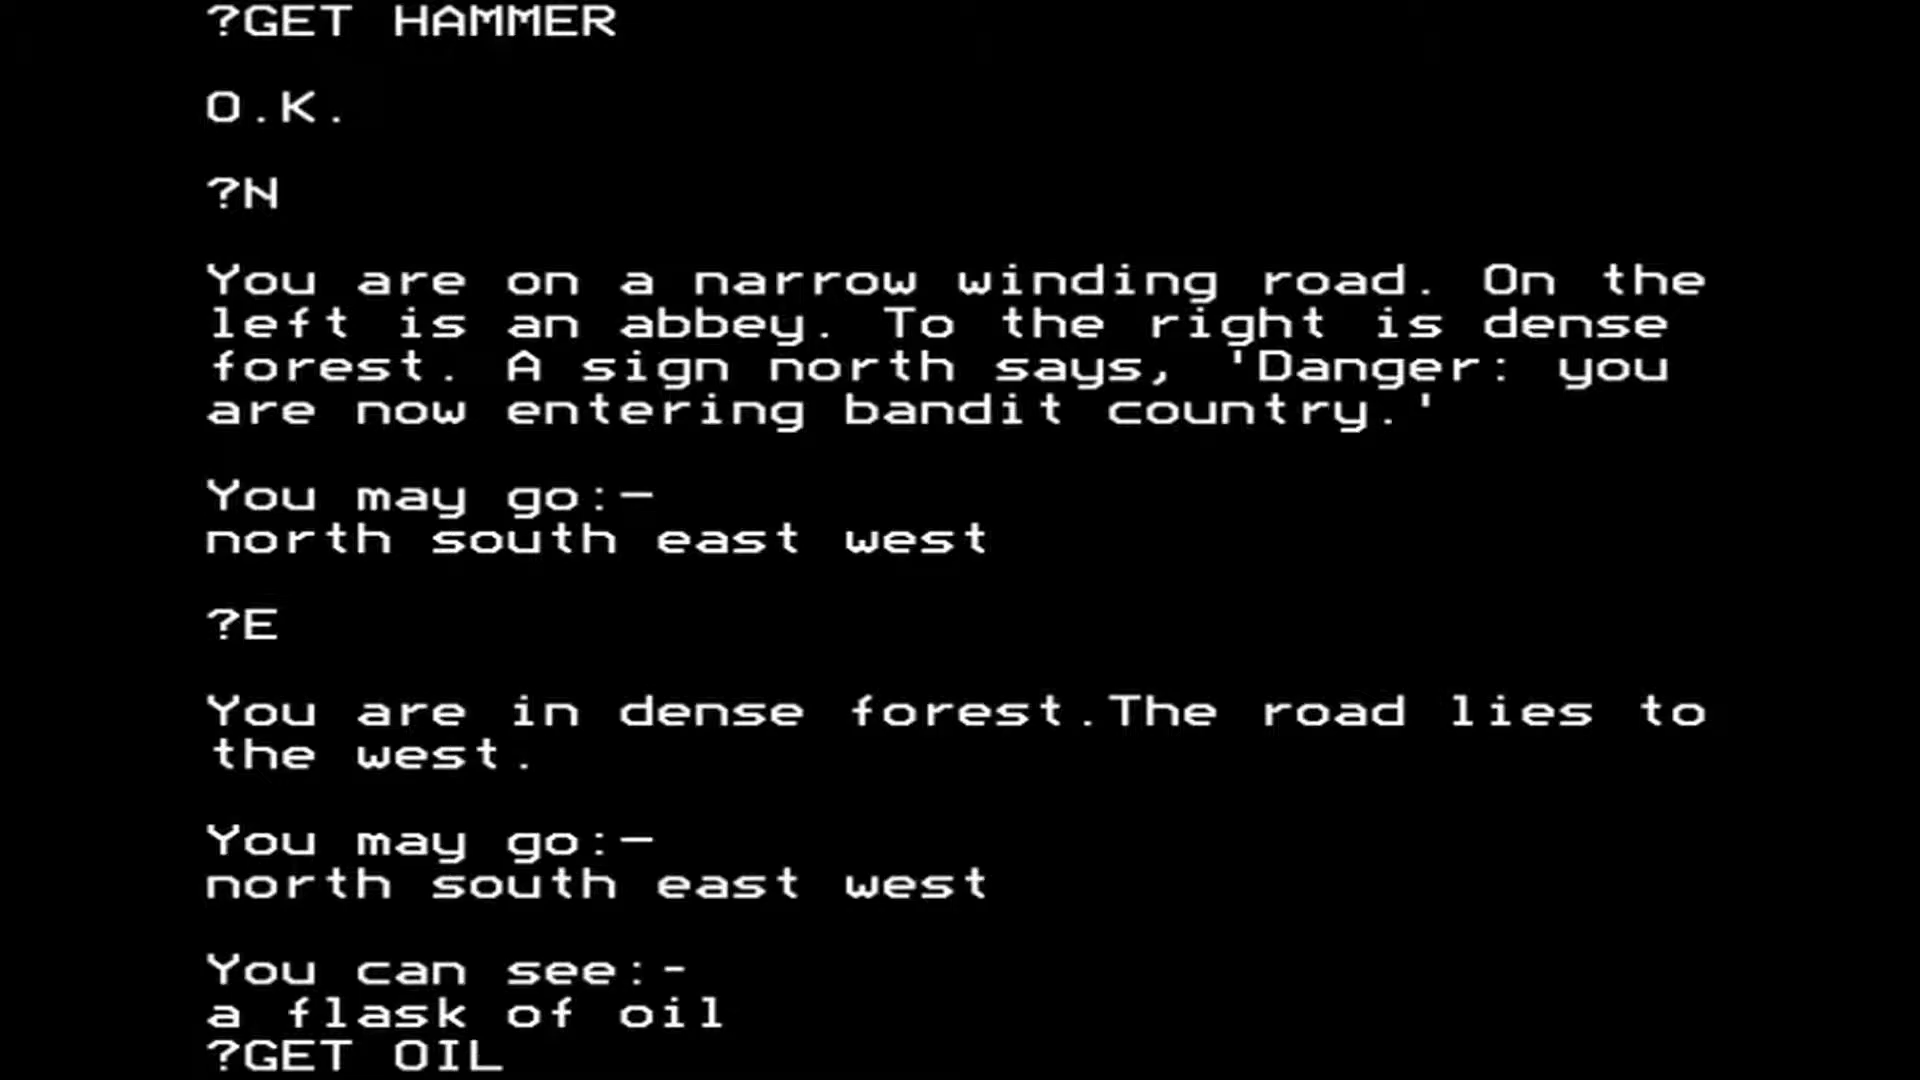 ?GET HAMMER
O.K.
?N
You are on a narrow winding road. On the
left is an abbey. To the right is dense
forest. A sign north says, 'Danger: you
are now entering bandit country.'
You may go:—
north south east west
?E
You are in dense forest.The road lies to
the west.
You may go:—
north south east west
You can see:-
a flask of oil
?GET OIL